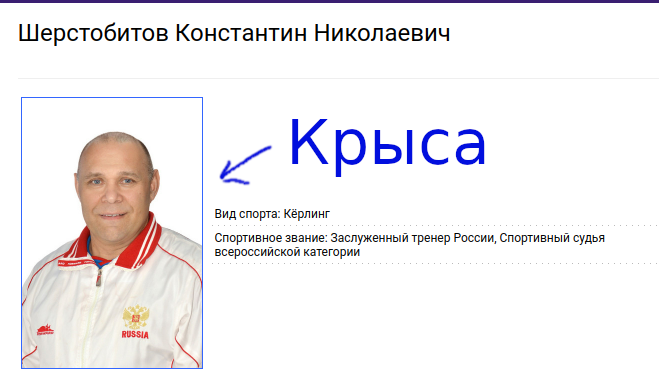 Шерстобитов Константин Николаевич
Крыса
Вид спорта: Кёрлинг
Спортивное звание: Заслуженный тренер России, Спортивный судья
всероссийской категории
RUSSIA